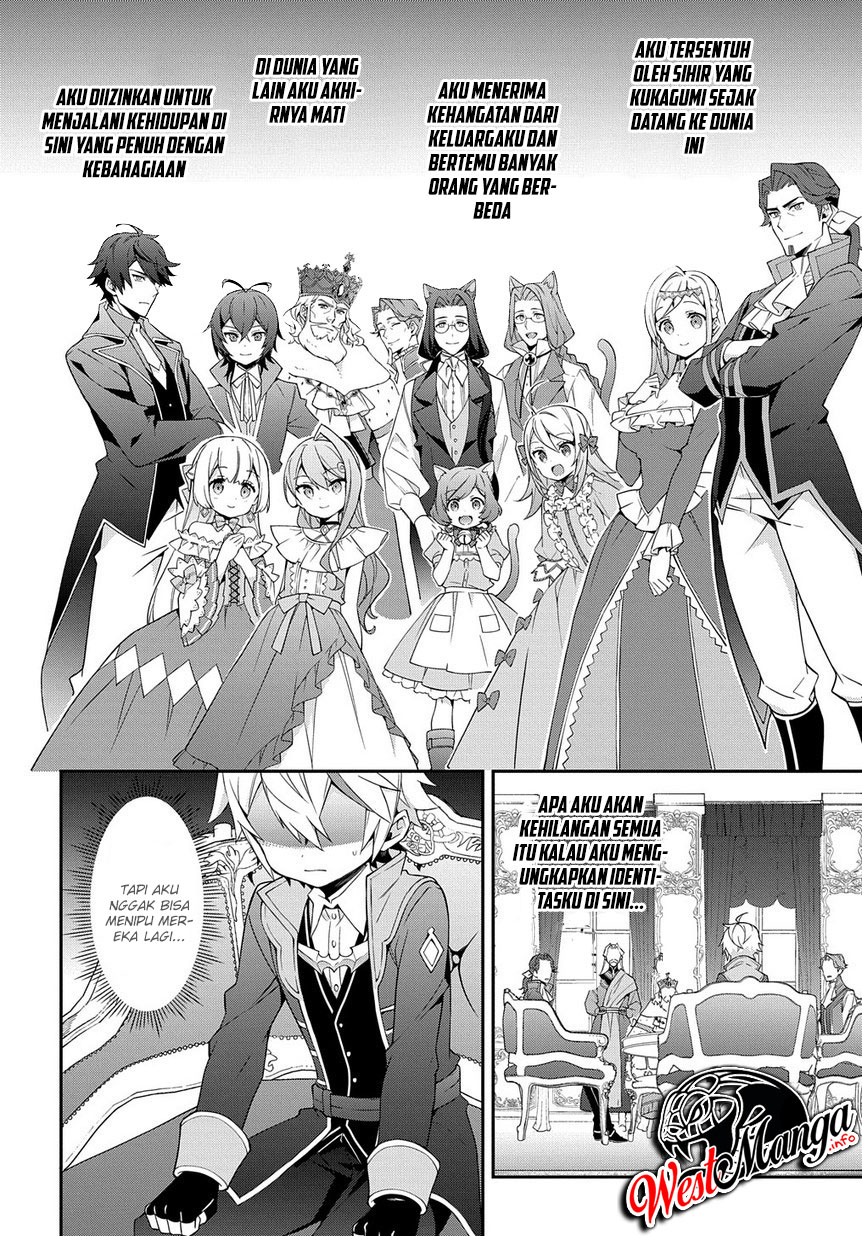 AKU TERSENTUH
OLEH SIHIR YANG
KUKAGUMI SEJAK
DATANG KE DUNIA
INI
AKU MENERIMA
KEHANGATAN DARI
KELUARGAKU DAN
BERTEMU BANYAK
ORANG YANG BER-
BEDA
DI DUNIA YANG
LAIN AKU AKHI-
RNYA MATI
AKU DIIZINKAN UNTUK
MENJALANI KEHIDUPAN DI
SINI YANG PENUH DENGAN
KEBAHAGIAAN
APA AKU AKAN
KEHILANGAN SEMUA
ITU KALAU AKU MENG-
UNGKAPKAN IDENTI-
TASKU DI SINI...
TAPI AKU
NGGAK BISA
MENIPU MER-
EKA LAGI...
WestManga
.info